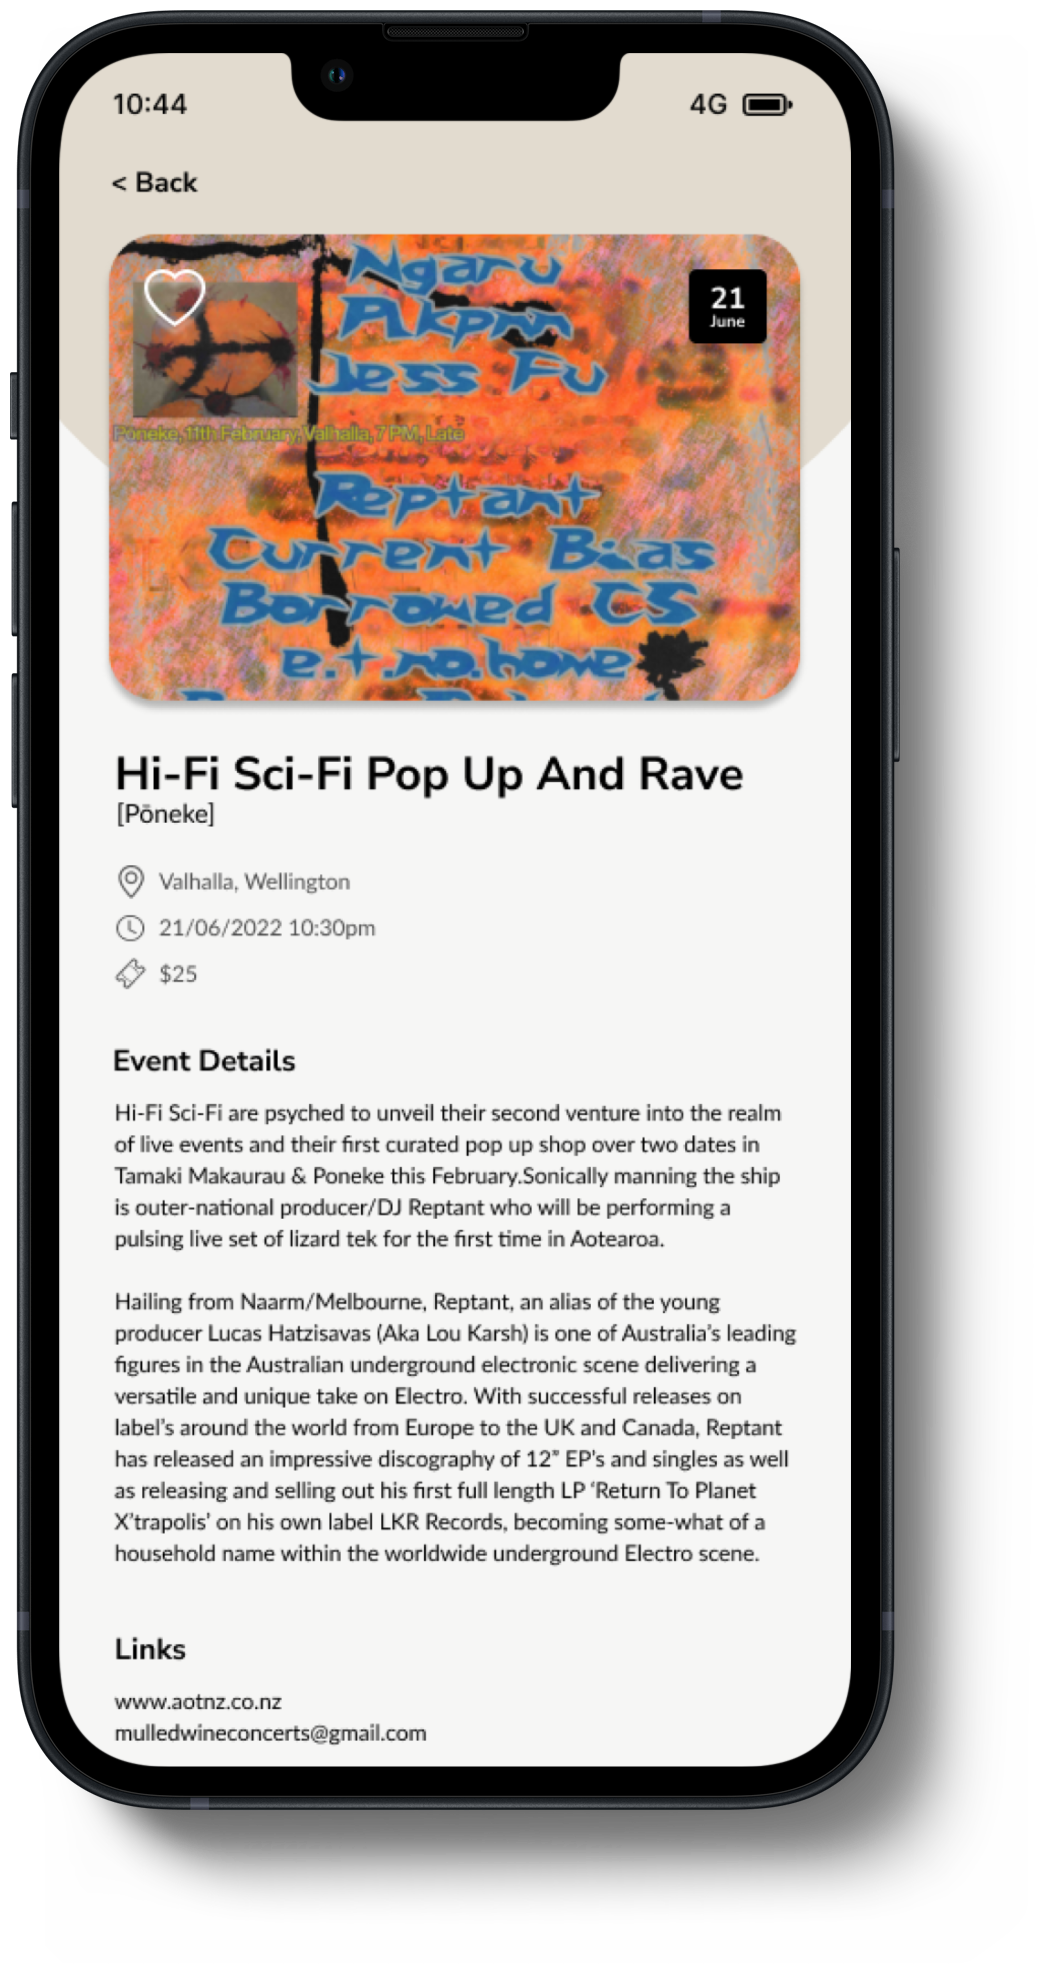 10:44
4G
< Back
Ngaru
Plkpnn
Jess Fu
21
June
Pōneke, 11th February, Valhalla, 7PM, Late
Reptant
Current Bias
Borrowed CS
e.t.no.home
Hi-Fi Sci-Fi Pop Up And Rave
[Pōneke]
Valhalla, Wellington
21/06/2022 10:30pm
$25
Event Details
Hi-Fi Sci-Fi are psyched to unveil their second venture into the realm
of live events and their first curated pop up shop over two dates in
Tamaki Makaurau & Poneke this February.Sonically manning the ship
is outer-national producer/DJ Reptant who will be performing a
pulsing live set of lizard tek for the first time in Aotearoa.
Hailing from Naarm/Melbourne, Reptant, an alias of the young
producer Lucas Hatzisavas (Aka Lou Karsh) is one of Australia’s leading
figures in the Australian underground electronic scene delivering a
versatile and unique take on Electro. With successful releases on
label’s around the world from Europe to the UK and Canada, Reptant
has released an impressive discography of 12” EP’s and singles as well
as releasing and selling out his first full length LP ‘Return To Planet
X’trapolis’ on his own label LKR Records, becoming some-what of a
household name within the worldwide underground Electro scene.
Links
www.aotnz.co.nz
mulledwineconcerts@gmail.com